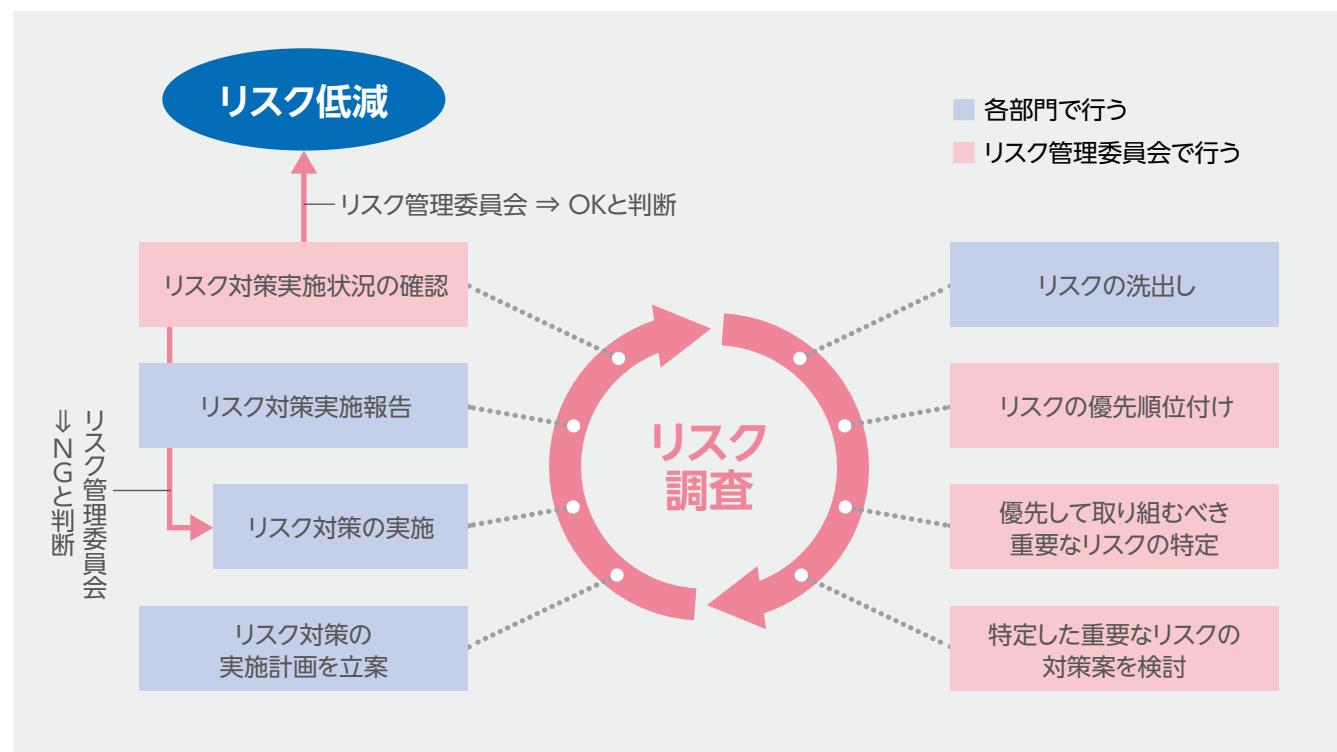 リスク低減
各部門で行う
リスク管理委員会で行う
リスク管理委員会 ⇒ OKと判断
リスク対策実施状況の確認
リスク対策実施報告
リスク対策の実施
リスク対策の
実施計画を立案
リスク管理委員会
⇒NGと判断
リスク
調査
リスクの洗出し
リスクの優先順位付け
優先して取り組むべき
重要なリスクの特定
特定した重要なリスクの
対策案を検討